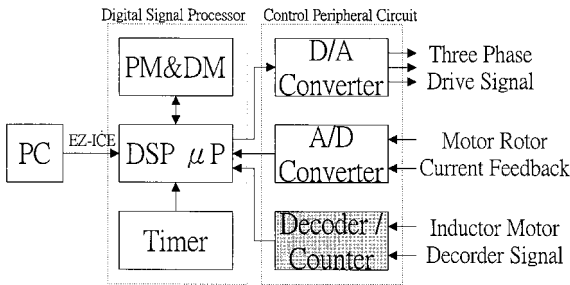 Digital Signal Processor
Control Peripheral Circuit
PM&DM
D/A
Converter
Three Phase
Drive Signal
PC
EZ-ICE
DSP μP
A/D
Converter
Motor Rotor
Current Feedback
Timer
Decoder /
Counter
Inductor Motor
Decorder Signal